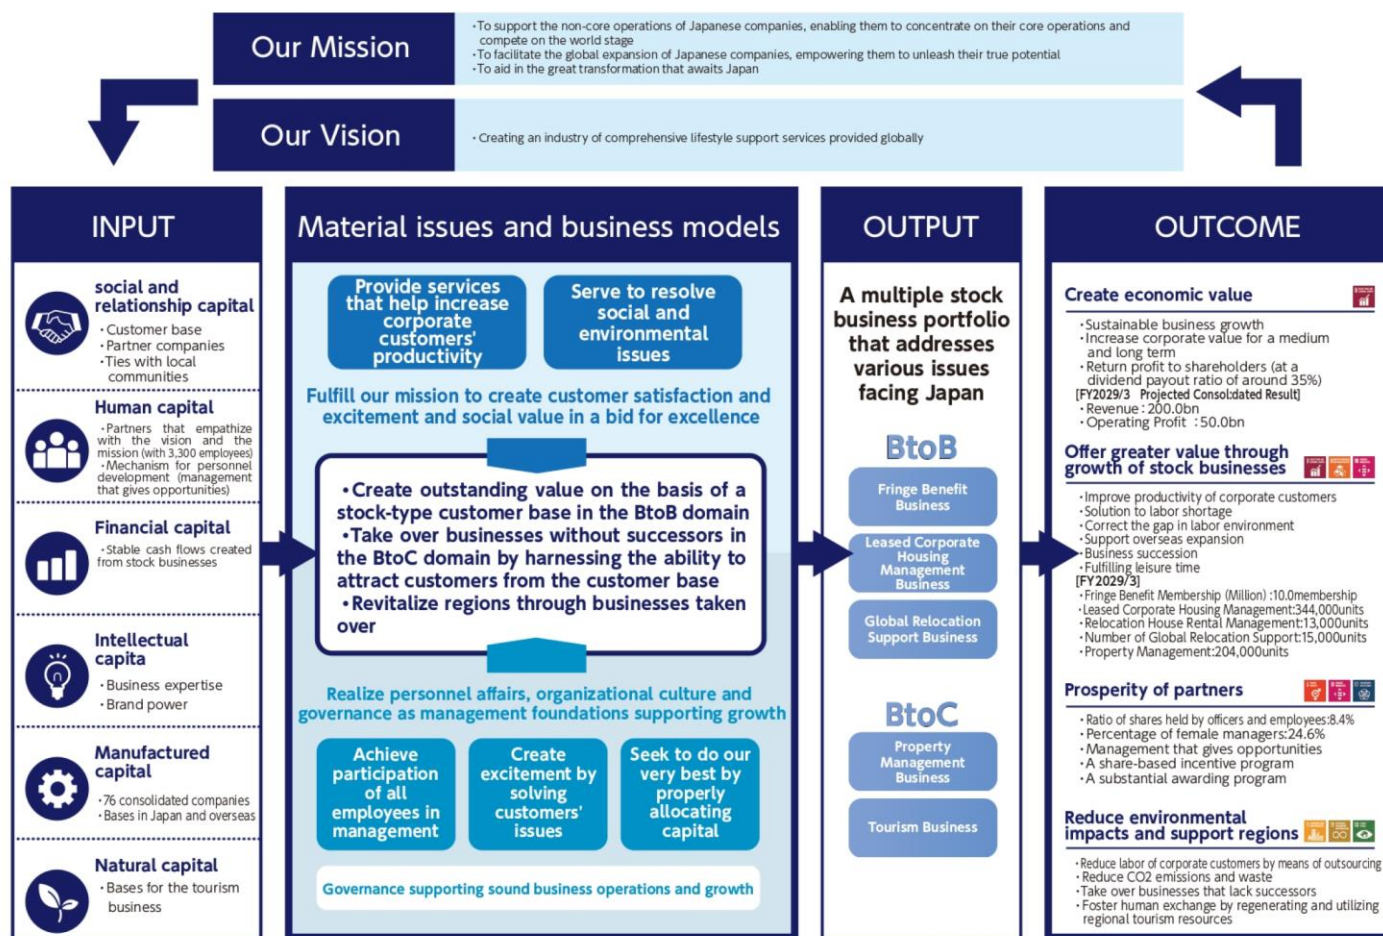 Our Mission
・To support the non-core operations of Japanese companies, enabling them to concentrate on their core operations and
compete on the world stage
・To facilitate the global expansion of Japanese companies, empowering them to unleash their true potential
・To aid in the great transformation that awaits Japan
Our Vision
・Creating an industry of comprehensive lifestyle support services provided globally
INPUT
social and
relationship capital
・Customer base
・Partner companies
・Ties with local
communities
Human capital
・Partners that empathize
with the vision and the
mission (with 3,300 employees)
・Mechanism for personnel
development (management
that gives opportunities)
Financial capital
・Stable cash flows created
from stock businesses
Intellectual
capita
・Business expertise
・Brand power
Manufactured
capital
・76 consolidated companies
・Bases in Japan and overseas
Natural capital
・Bases for the tourism
business
Material issues and business models
Provide services
that help increase
corporate
customers'
productivity
Serve to resolve
social and
environmental
issues
Fulfill our mission to create customer satisfaction and
excitement and social value in a bid for excellence
・Create outstanding value on the basis of a
stock-type customer base in the BtoB domain
・Take over businesses without successors in
the BtoC domain by harnessing the ability to
attract customers from the customer base
・Revitalize regions through businesses taken
over
Realize personnel affairs, organizational culture and
governance as management foundations supporting growth
Achieve
participation
of all
employees in
management
Create
excitement by
solving
customers'
issues
Seek to do our
very best by
properly
allocating
capital
Governance supporting sound business operations and growth
OUTPUT
A multiple stock
business portfolio
that addresses
various issues
facing Japan
BtoB
Fringe Benefit
Business
Leased Corporate
Housing
Management
Business
Global Relocation
Support Business
BtoC
Property
Management
Business
Tourism Business
OUTCOME
Create economic value
・Sustainable business growth
・Increase corporate value for a medium
and long term
・Return profit to shareholders (at a
dividend payout ratio of around 35%)
[FY2029/3 Projected Consol:dated Result]
・Revenue : 200.0bn
・Operating Profit : 50.0bn
Offer greater value through
growth of stock businesses
・Improve productivity of corporate customers
・Solution to labor shortage
・Correct the gap in labor environment
・Support overseas expansion
・Business succession
・Fulfilling leisure time
[FY2029/3]
・Fringe Benefit Membership (Million) :10.0membership
・Leased Corporate Housing Management:344,000units
・Relocation House Rental Management:13,000units
・Number of Global Relocation Support:15,000units
・Property Management:204,000units
Prosperity of partners
・Ratio of shares held by officers and employees:8.4%
・Percentage of female managers:24.6%
・Management that gives opportunities
・A share-based incentive program
・A substantial awarding program
Reduce environmental
impacts and support regions
・Reduce labor of corporate customers by means of outsourcing
・Reduce CO2 emissions and waste
・Take over businesses that lack successors
・Foster human exchange by regenerating and utilizing
regional tourism resources